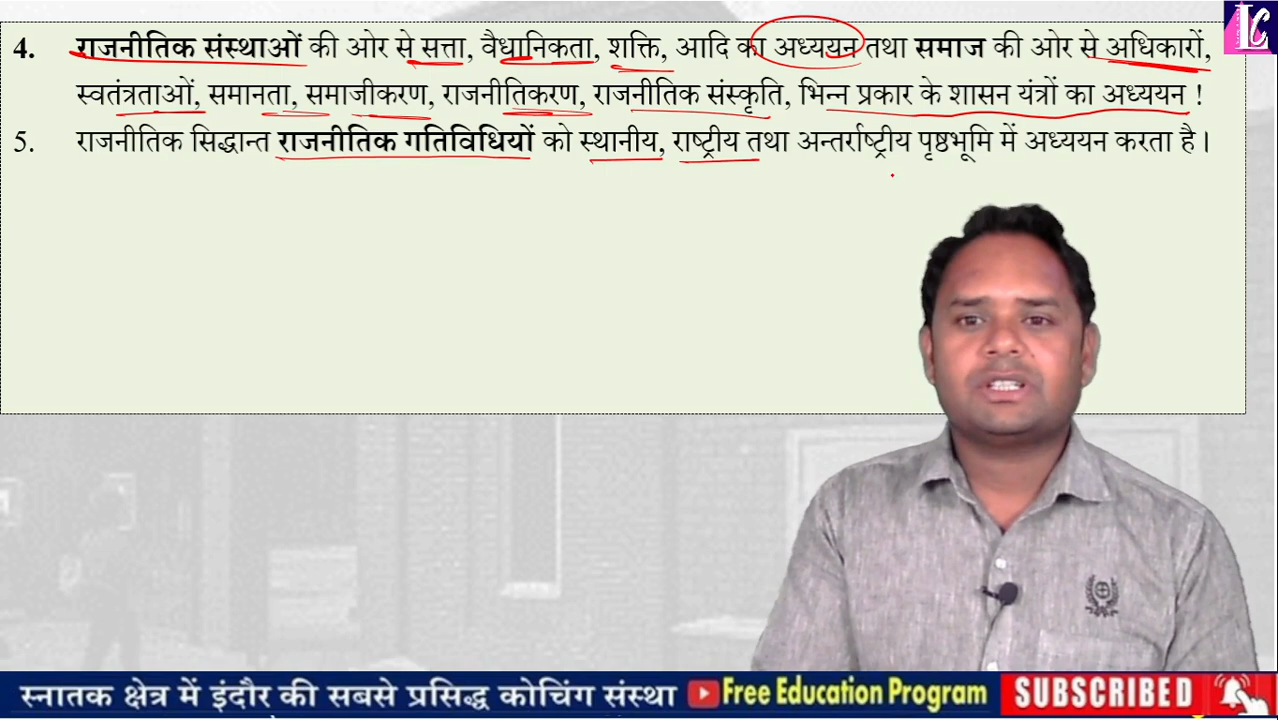 LC
4. राजनीतिक संस्थाओं की ओर से सत्ता, वैधानिकता, शक्ति, आदि का अध्ययन तथा समाज की ओर से अधिकारों,
स्वतंत्रताओं, समानता, समाजीकरण, राजनीतिकरण, राजनीतिक संस्कृति, भिन्न प्रकार के शासन यंत्रों का अध्ययन !
5. राजनीतिक सिद्धान्त राजनीतिक गतिविधियों को स्थानीय, राष्ट्रीय तथा अन्तर्राष्ट्रीय पृष्ठभूमि में अध्ययन करता है।
स्नातक क्षेत्र में इंदौर की सबसे प्रसिद्ध कोचिंग संस्था Free Education Program SUBSCRIBED